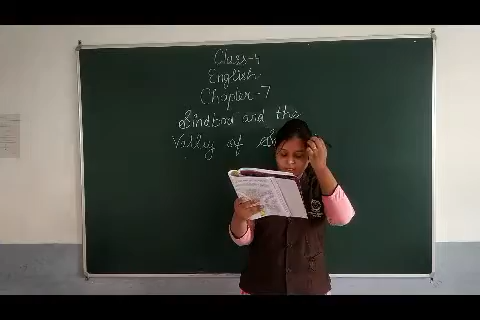 Class-4
English
Chapter-7
Sindbad and the
Valley of